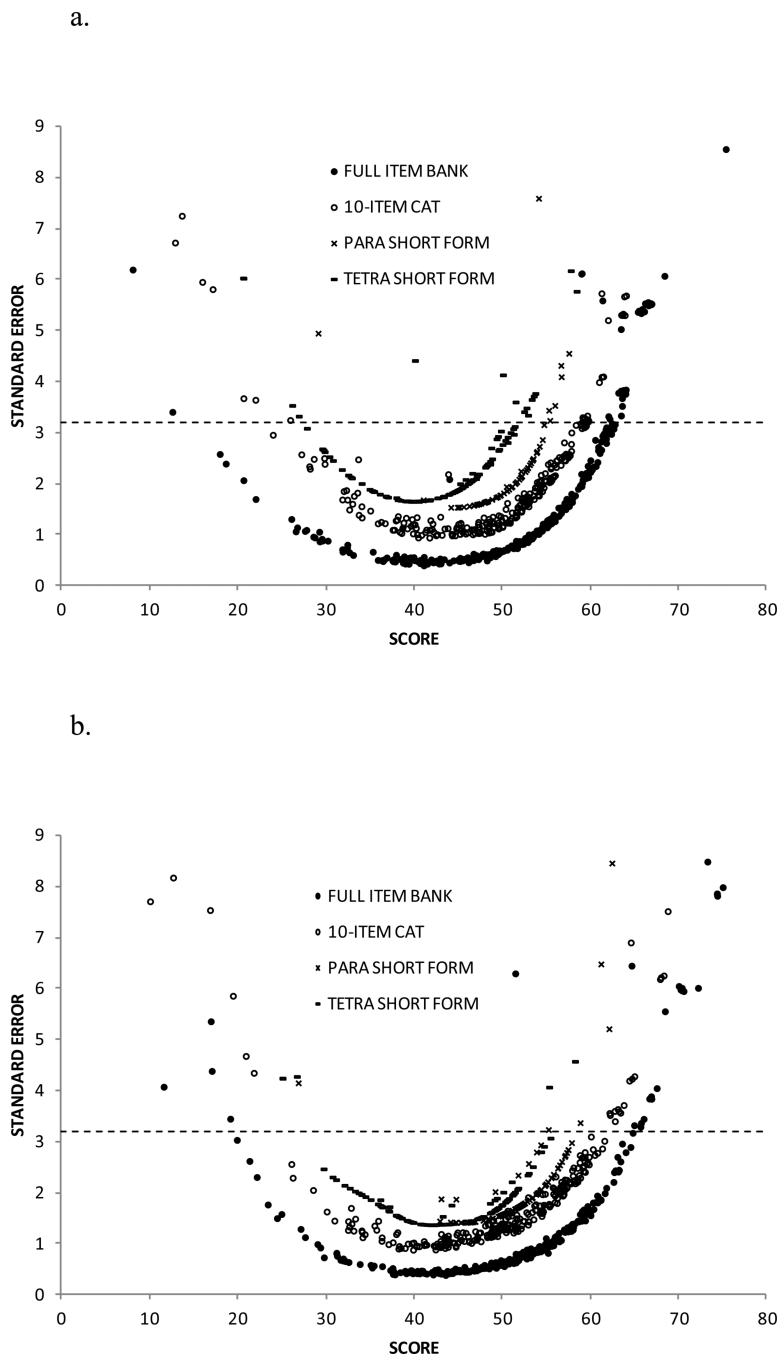 a.
9
8
7
6
5
4
3
2
1
0
STANDARD ERROR
FULL ITEM BANK
10-ITEM CAT
PARA SHORT FORM
TETRA SHORT FORM
0 10 20 30 40 50 60 70 80
SCORE
b.
9
8
7
6
5
4
3
2
1
0
STANDARD ERROR
FULL ITEM BANK
10-ITEM CAT
PARA SHORT FORM
TETRA SHORT FORM
0 10 20 30 40 50 60 70 80
SCORE